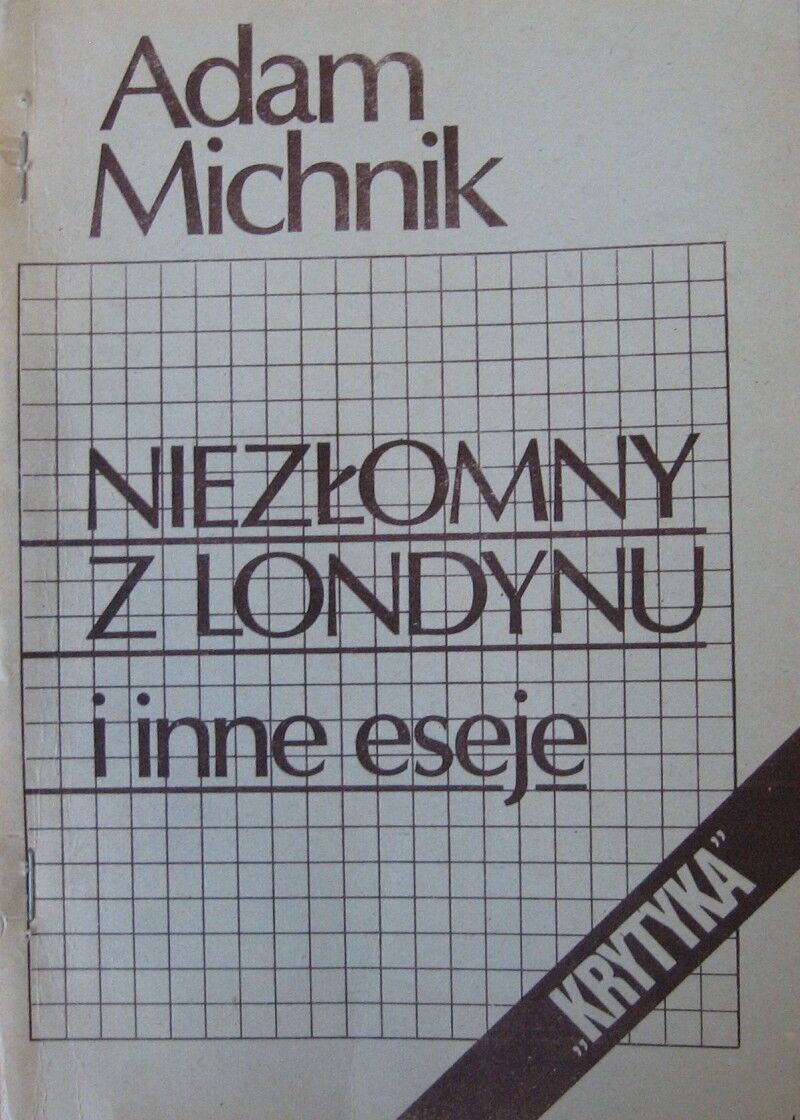 Adam
Michnik
NIEZŁOMNY
Z LONDYNU
i inne eseje
„KRYTYKA”